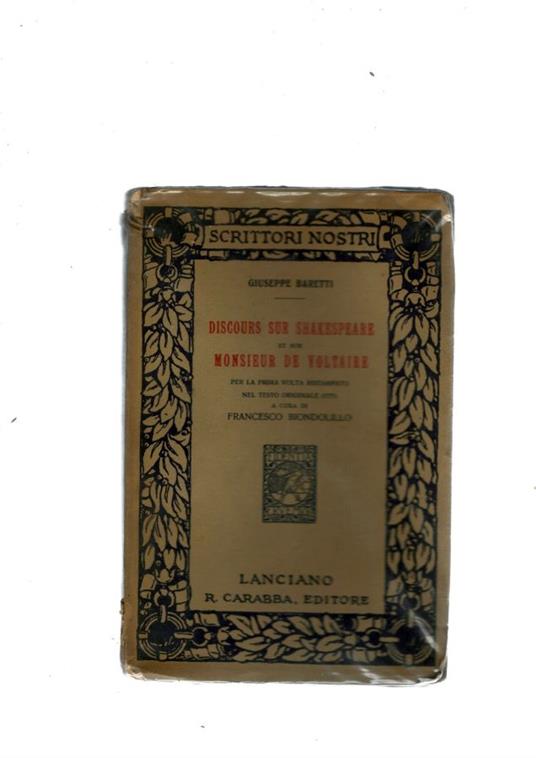 SCRITTORI NOSTRI
GIUSEPPE BARETTI
DISCOURS SUR SHAKESPEARE
ET SUR
MONSIEUR DE VOLTAIRE
PER LA PRIMA VOLTA RISTAMPATO
NEL TESTO ORIGINALE (1777)
A CURA DI
FRANCESCO BIONDOLILLO
LANCIANO
R. CARABBA, EDITORE